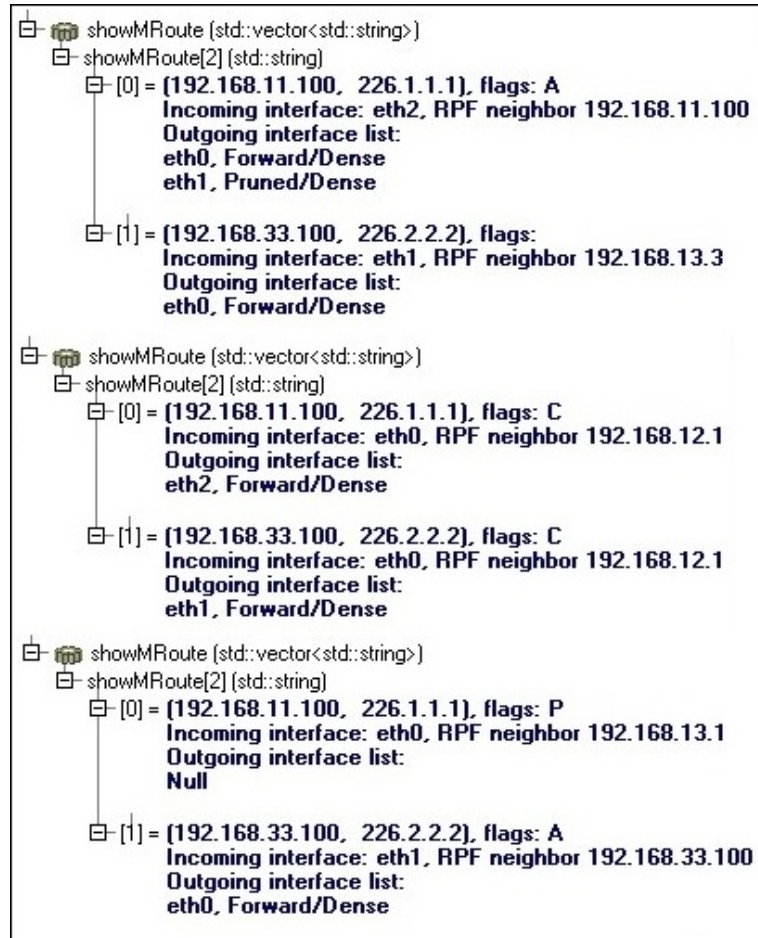 showMRoute (std::vector<std::string>)
showMRoute[2] (std::string)
[0] = (192.168.11.100,  226.1.1.1), flags: A
Incoming interface: eth2, RPF neighbor 192.168.11.100
Outgoing interface list:
eth0, Forward/Dense
eth1, Pruned/Dense
[1] = (192.168.33.100,  226.2.2.2), flags:
Incoming interface: eth1, RPF neighbor 192.168.13.3
Outgoing interface list:
eth0, Forward/Dense
showMRoute (std::vector<std::string>)
showMRoute[2] (std::string)
[0] = (192.168.11.100,  226.1.1.1), flags: C
Incoming interface: eth0, RPF neighbor 192.168.12.1
Outgoing interface list:
eth2, Forward/Dense
[1] = (192.168.33.100,  226.2.2.2), flags: C
Incoming interface: eth0, RPF neighbor 192.168.12.1
Outgoing interface list:
eth1, Forward/Dense
showMRoute (std::vector<std::string>)
showMRoute[2] (std::string)
[0] = (192.168.11.100,  226.1.1.1), flags: P
Incoming interface: eth0, RPF neighbor 192.168.13.1
Outgoing interface list:
Null
[1] = (192.168.33.100,  226.2.2.2), flags: A
Incoming interface: eth1, RPF neighbor 192.168.33.100
Outgoing interface list:
eth0, Forward/Dense